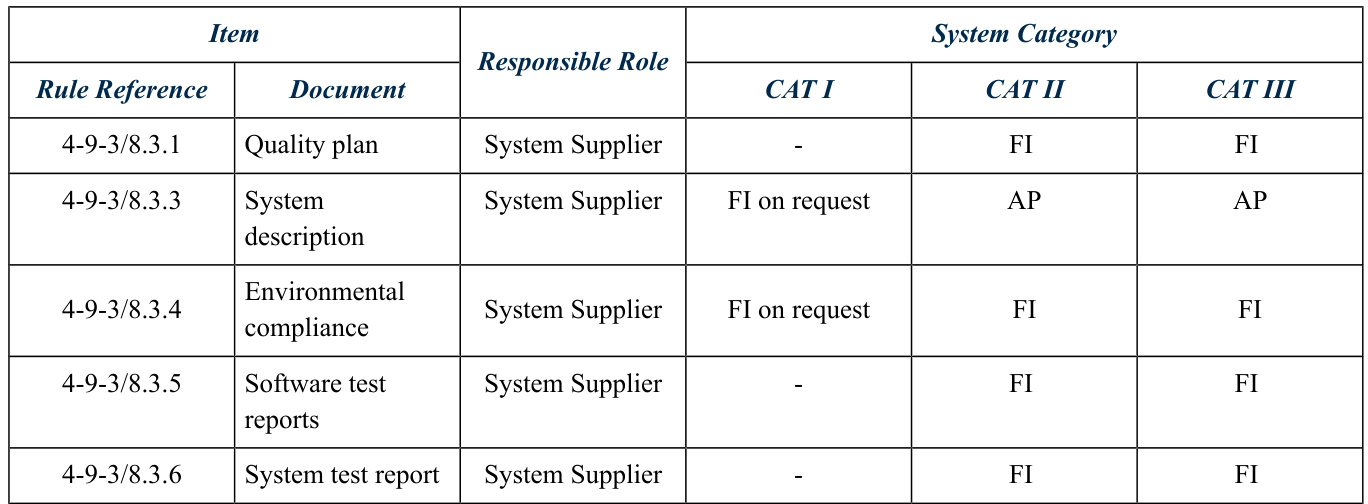 Item Responsible Role System Category
Rule Reference Document CAT I CAT II CAT III
4-9-3/8.3.1 Quality plan System Supplier - FI FI
4-9-3/8.3.3 System System Supplier FI on request AP AP
description
Environmental
4-9-3/8.3.4 System Supplier FI on request FI FI
compliance
4-9-3/8.3.5 Software test System Supplier - FI FI
reports
4-9-3/8.3.6 System test report System Supplier - FI FI